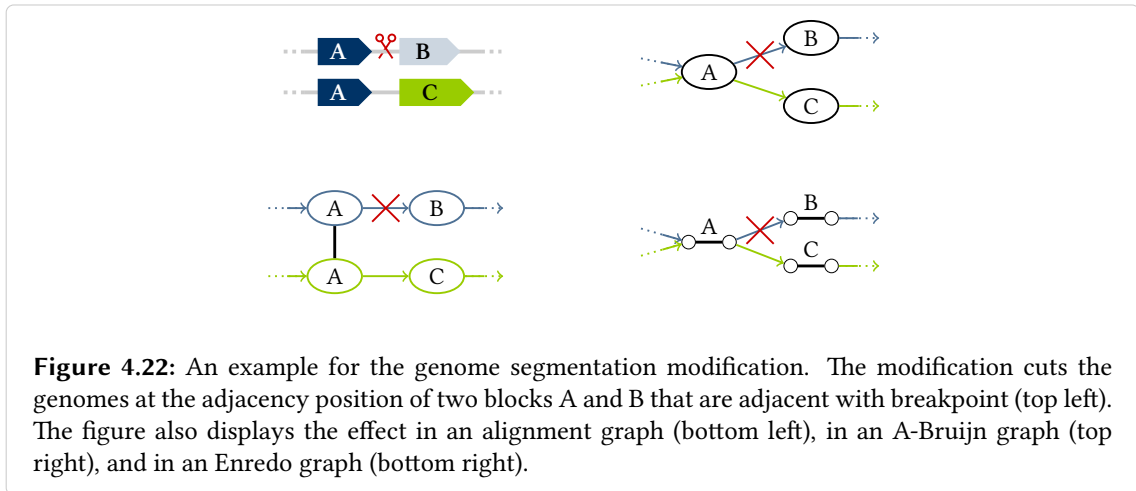 A B
A C
A B C
A B
A C
A B C
Figure 4.22: An example for the genome segmentation modification. The modification cuts the
genomes at the adjacency position of two blocks A and B that are adjacent with breakpoint (top left).
The figure also displays the effect in an alignment graph (bottom left), in an A-Bruijn graph (top
right), and in an Enredo graph (bottom right).